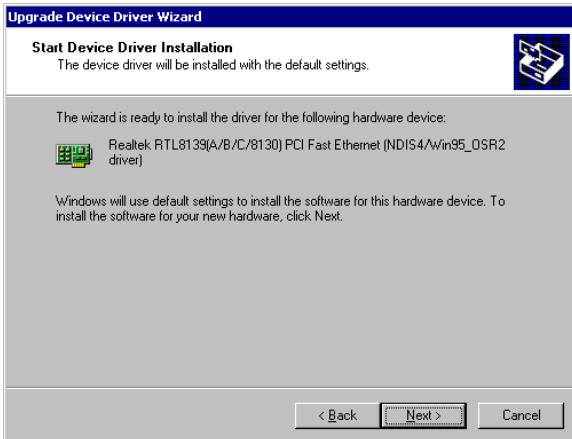 Upgrade Device Driver Wizard
Start Device Driver Installation
The device driver will be installed with the default settings.
The wizard is ready to install the driver for the following hardware device:
Realtek RTL8139(A/B/C/8130) PCI Fast Ethernet (NDIS4/Win95_OSR2
driver)
Windows will use default settings to install the software for this hardware device. To
install the software for your new hardware, click Next.
< Back
Next >
Cancel